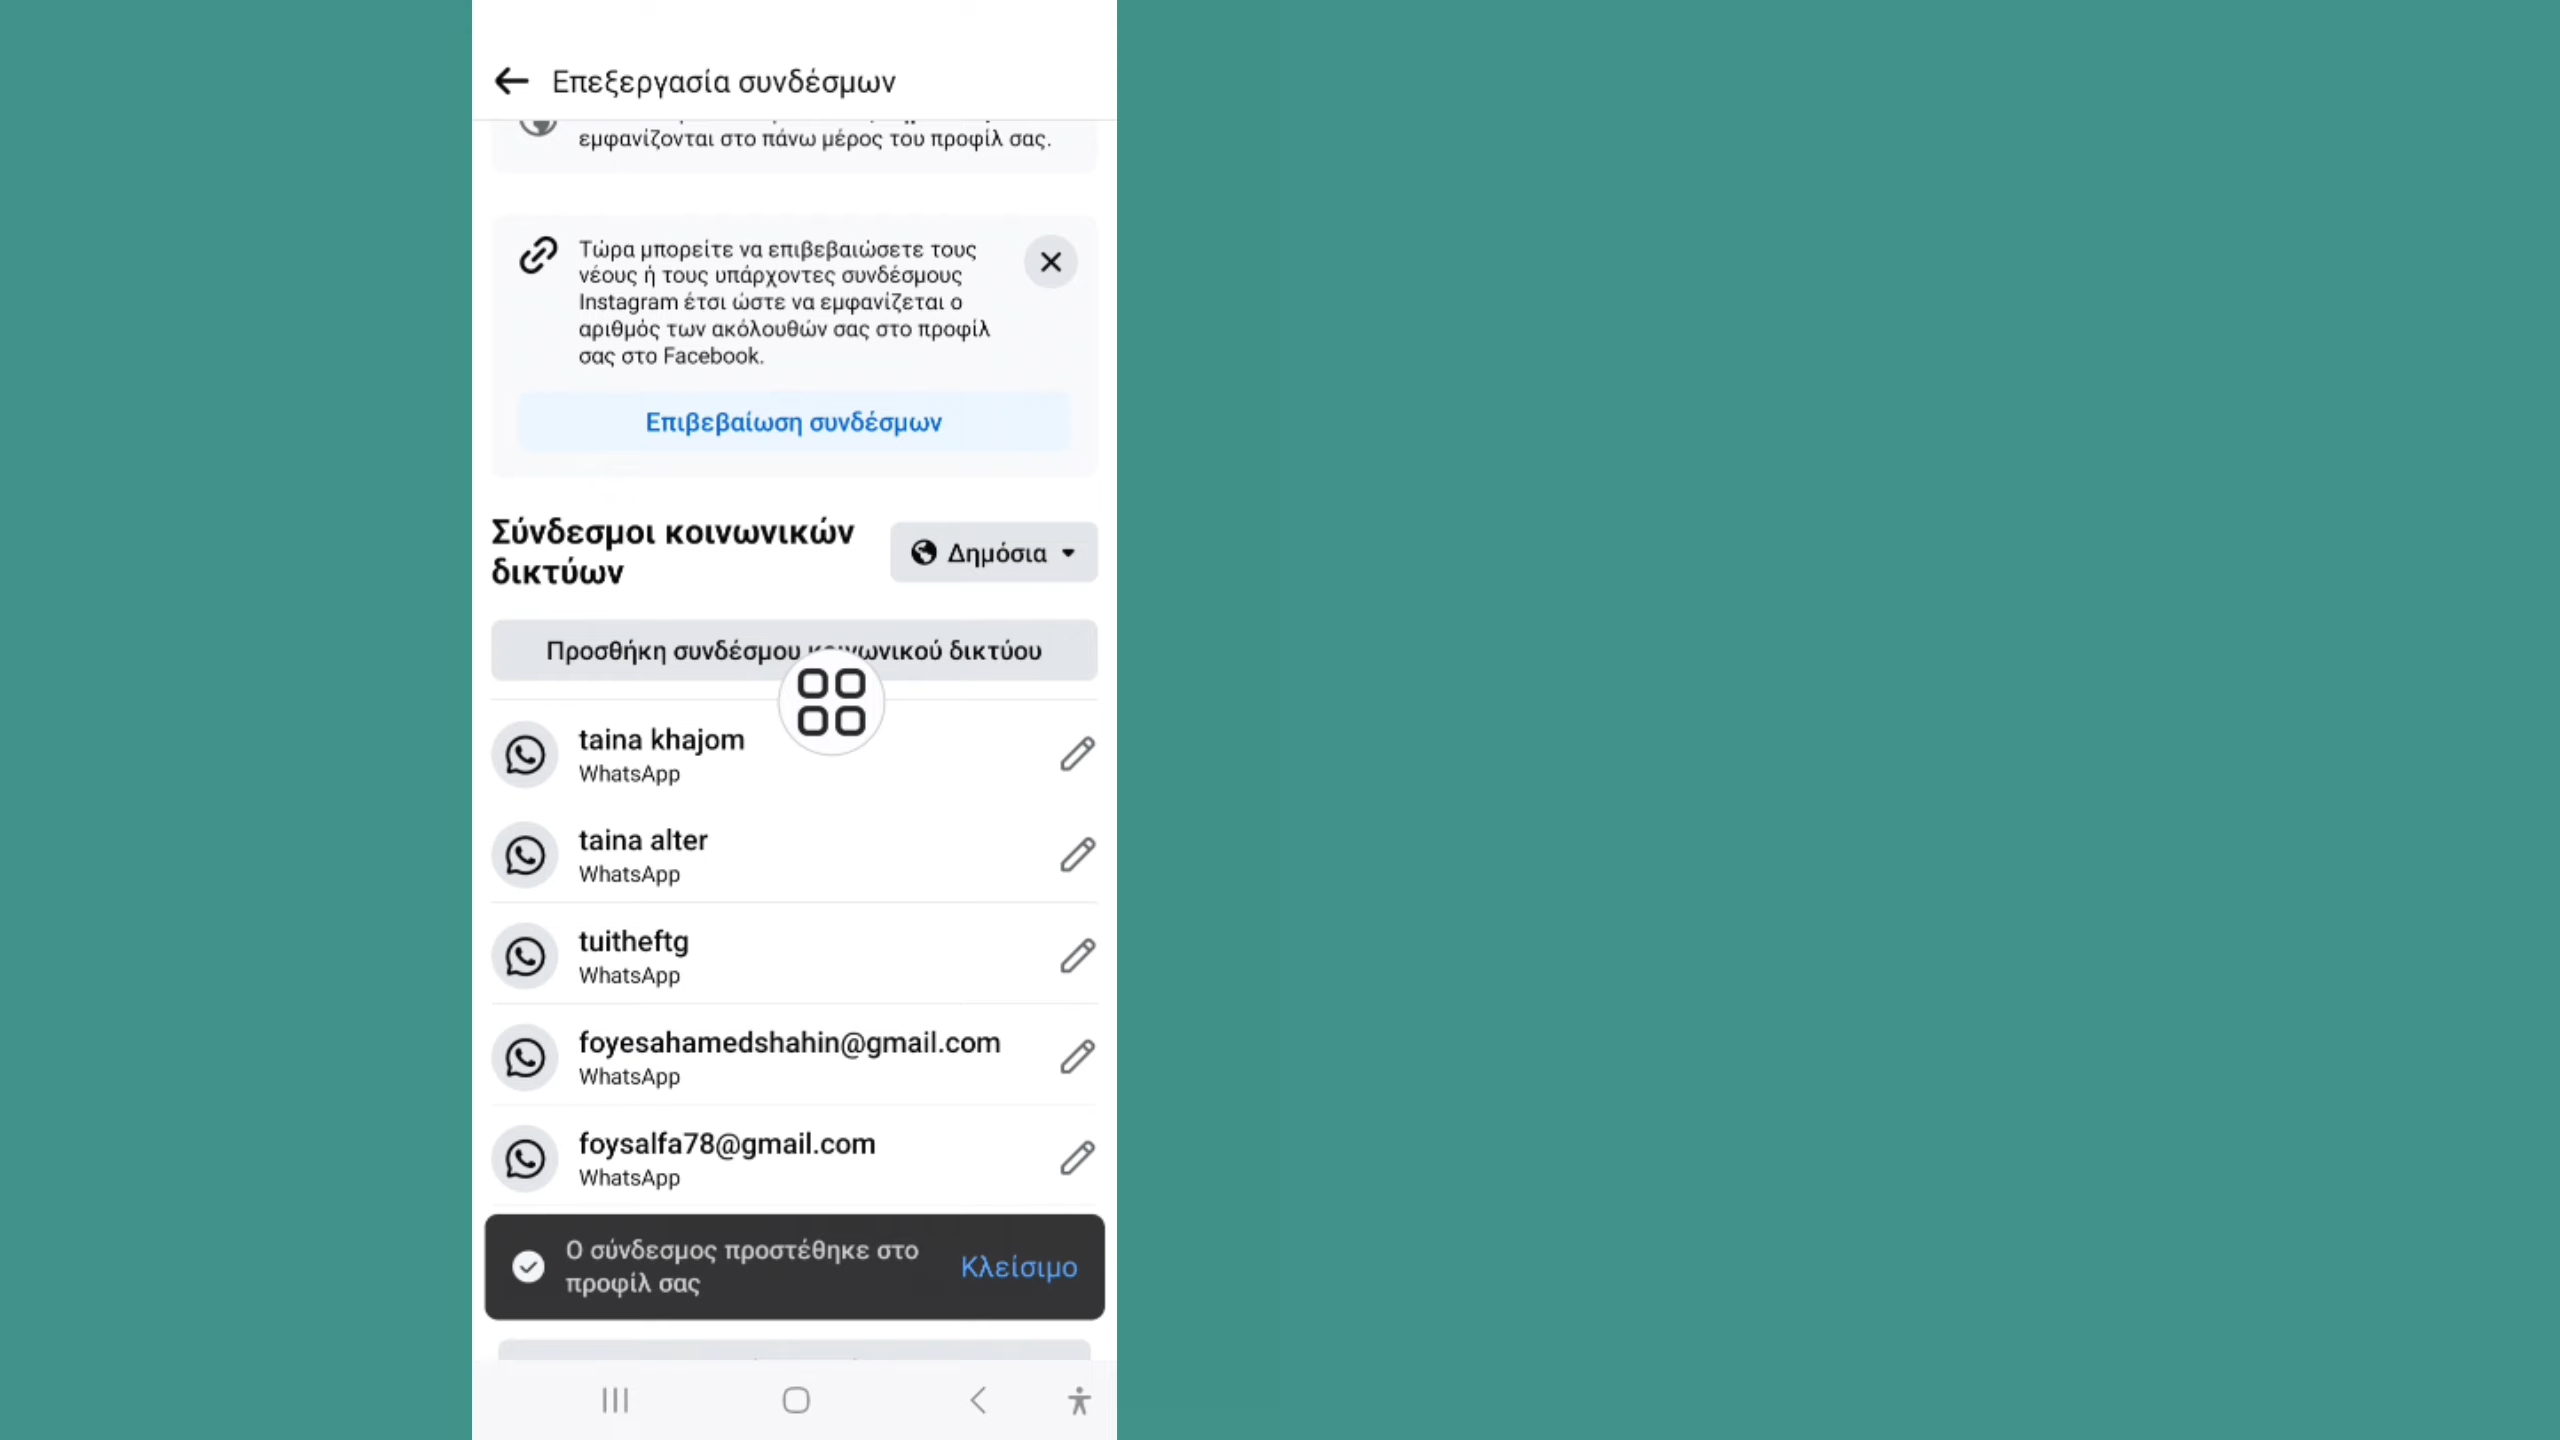 Επεξεργασία συνδέσμων
εμφανίζονται στο πάνω μέρος του προφίλ σας.
Τώρα μπορείτε να επιβεβαιώσετε τους
νέους ή τους υπάρχοντες συνδέσμους
Instagram έτσι ώστε να εμφανίζεται ο
αριθμός των ακόλουθών σας στο προφίλ
σας στο Facebook.
Επιβεβαίωση συνδέσμων
Σύνδεσμοι κοινωνικών
δικτύων
Δημόσια
Προσθήκη συνδέσμου κοινωνικού δικτύου
taina khajom
WhatsApp
taina alter
WhatsApp
tuitheftg
WhatsApp
foyesahamedshahin@gmail.com
WhatsApp
foysalfa78@gmail.com
WhatsApp
Ο σύνδεσμος προστέθηκε στο
προφίλ σας
Κλείσιμο